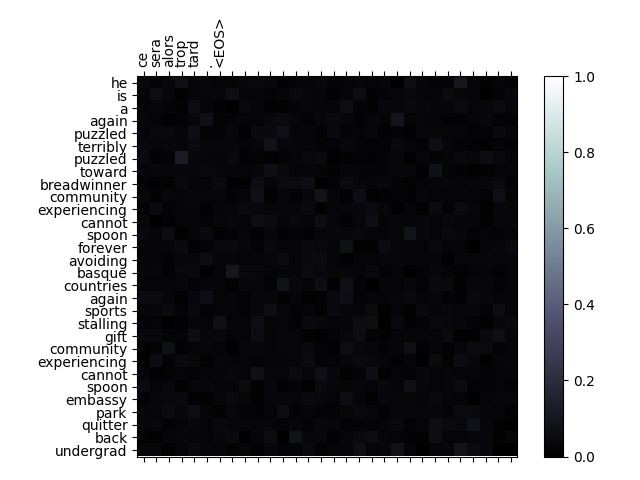 ce
sera
alors
trop
tard
.
<EOS>
he
is
a
again
puzzled
terribly
puzzled
toward
breadwinner
community
experiencing
cannot
spoon
forever
avoiding
basque
countries
again
sports
stalling
gift
community
experiencing
cannot
spoon
embassy
park
quitter
back
undergrad
1.0
0.8
0.6
0.4
0.2
0.0